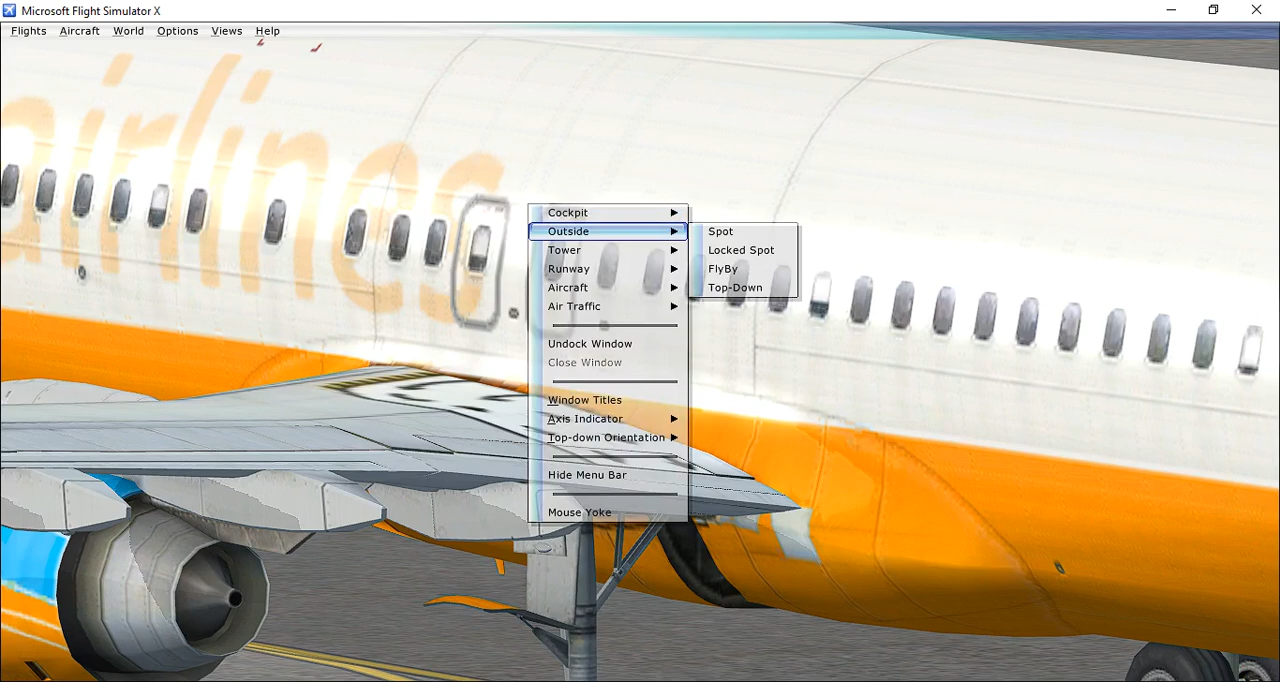 Microsoft Flight Simulator X
Flights Aircraft World Options Views Help
airlines
Cockpit
Outside
Tower
Runway
Aircraft
Air Traffic
Undock Window
Close Window
Window Titles
Axis Indicator
Top-down Orientation
Hide Menu Bar
Mouse Yoke
Spot
Locked Spot
FlyBy
Top-Down